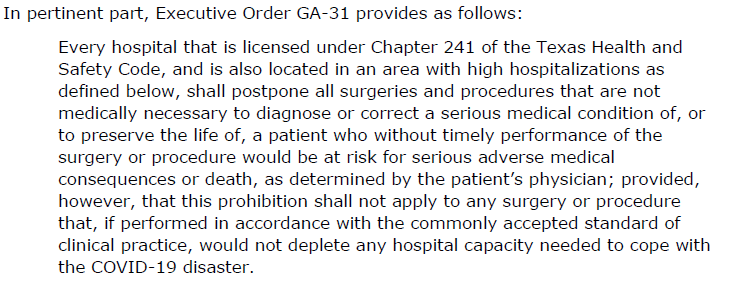 In pertinent part, Executive Order GA-31 provides as follows:
Every hospital that is licensed under Chapter 241 of the Texas Health and
Safety Code, and is also located in an area with high hospitalizations as
defined below, shall postpone all surgeries and procedures that are not
medically necessary to diagnose or correct a serious medical condition of, or
to preserve the life of, a patient who without timely performance of the
surgery or procedure would be at risk for serious adverse medical
consequences or death, as determined by the patient’s physician; provided,
however, that this prohibition shall not apply to any surgery or procedure
that, if performed in accordance with the commonly accepted standard of
clinical practice, would not deplete any hospital capacity needed to cope with
the COVID-19 disaster.